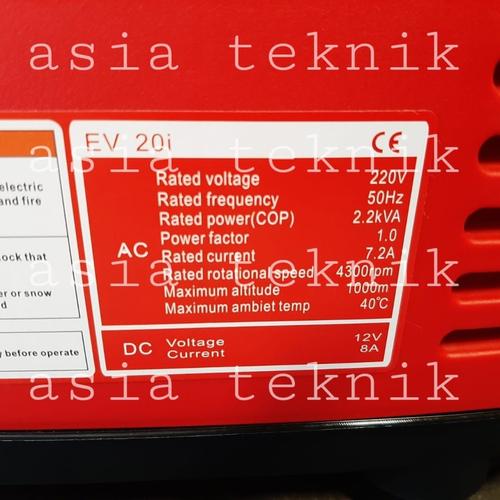 asia teknik
EV 20i CE
asia teknik
electric
and fire
Rated voltage 220V
Rated frequency 50Hz
Rated power(COP) 2.2kVA
Power factor 1.0
AC
Rated current 7.2A
asia teknik
ock that
Rated rotational speed 4300rpm
Maximum altitude 1000m
er or snow
d
Maximum ambiet temp 40℃
y before operate
DC
Voltage 12V
Current 8A
asia teknik